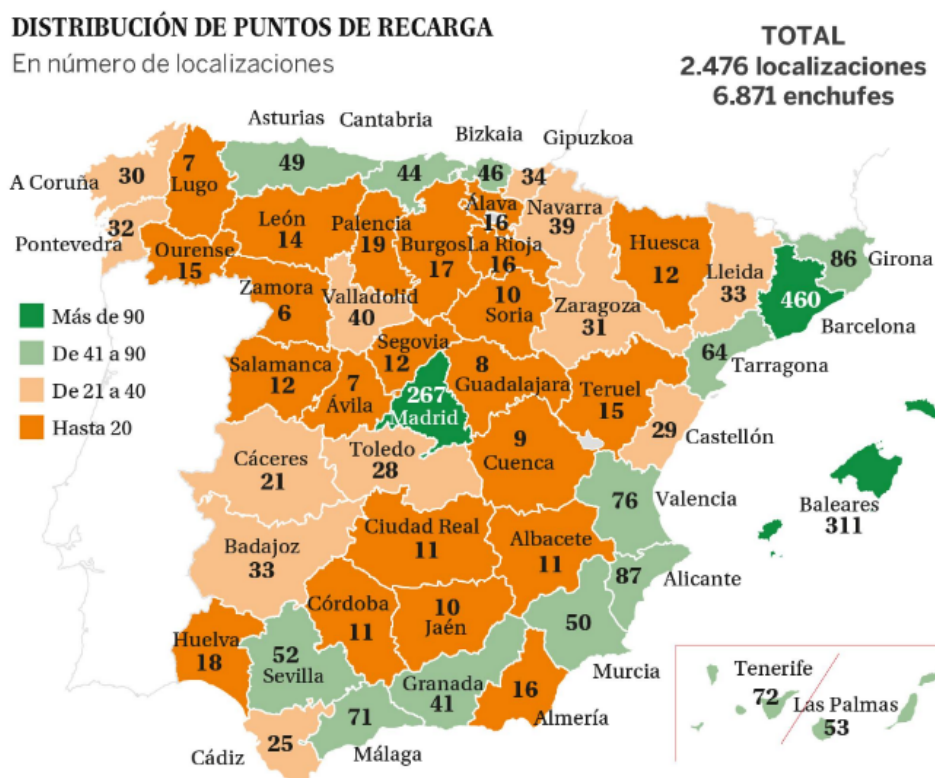 DISTRIBUCIÓN DE PUNTOS DE RECARGA
En número de localizaciones
TOTAL
2.476 localizaciones
6.871 enchufes
Asturias
49
Cantabria
44
Bizkaia
46
Gipuzkoa
34
A Coruña
30
7
Lugo
Pontevedra
32
Ourense
15
León
14
Palencia
19
Burgos
17
Álava
16
La Rioja
16
Navarra
39
Huesca
12
Lleida
33
86
Girona
460
Barcelona
Zamora
6
Valladolid
40
10
Soria
Zaragoza
31
64
Tarragona
Más de 90
De 41 a 90
De 21 a 40
Hasta 20
Salamanca
12
7
Ávila
Segovia
12
267
Madrid
8
Guadalajara
Teruel
15
29
Castellón
Cáceres
21
Toledo
28
9
Cuenca
76
Valencia
Baleares
311
Badajoz
33
Ciudad Real
11
Albacete
11
87
Alicante
Huelva
18
52
Sevilla
Córdoba
11
10
Jaén
50
Murcia
Cádiz
25
71
Málaga
Granada
41
16
Almería
Tenerife
72
Las Palmas
53